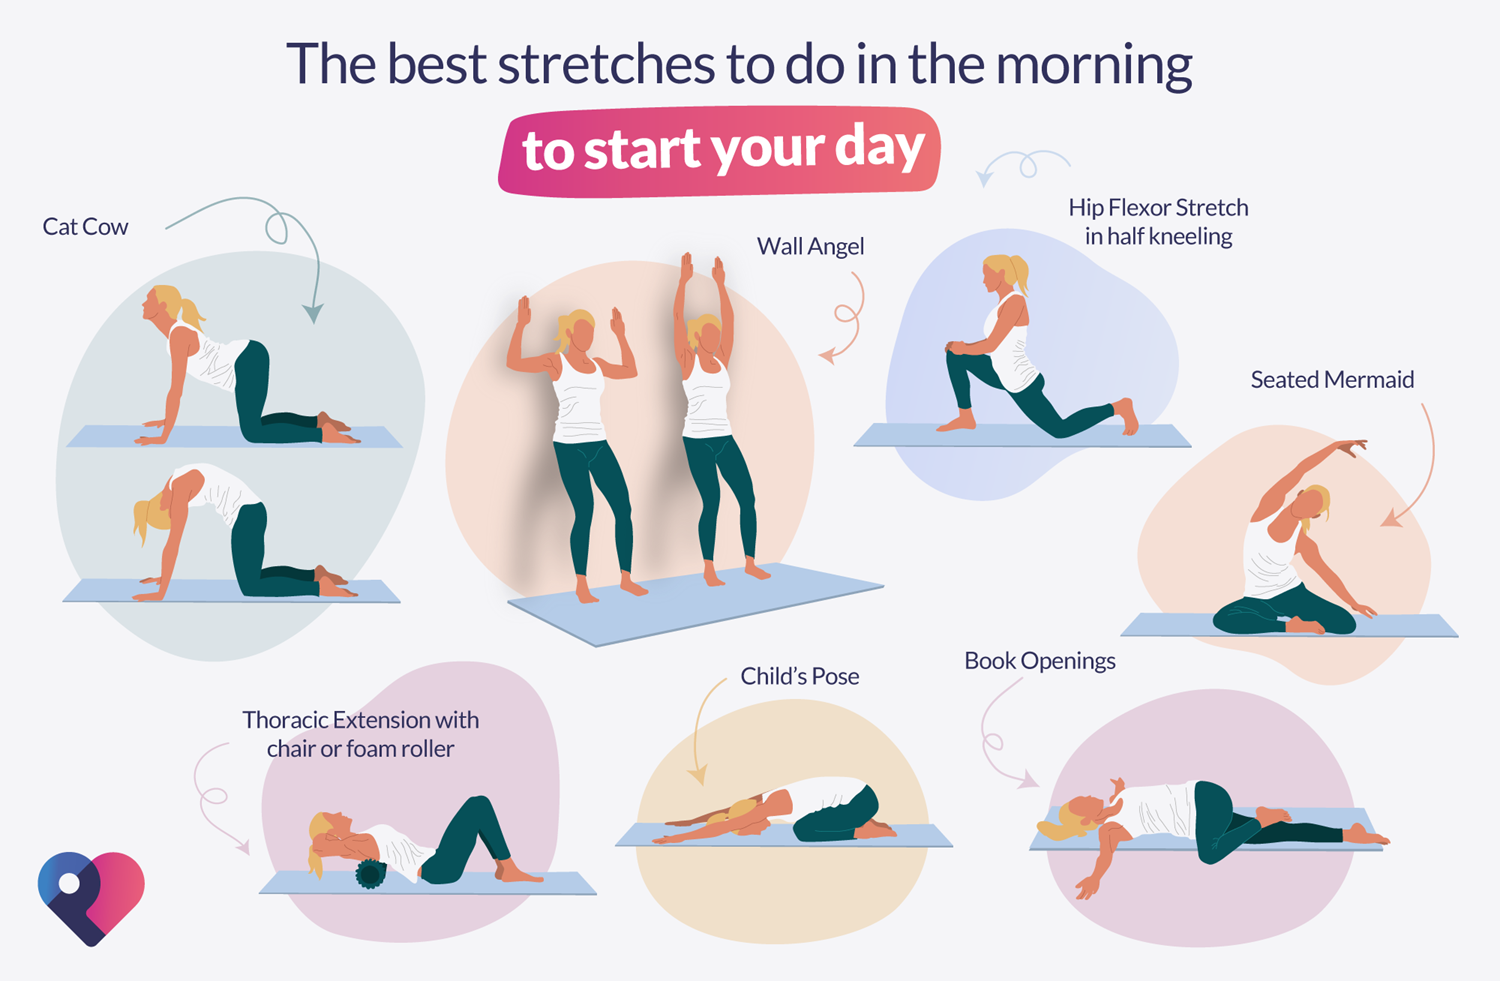 The best stretches to do in the morning
to start your day
Cat Cow
Wall Angel
Hip Flexor Stretch
in half kneeling
Seated Mermaid
Thoracic Extension with
chair or foam roller
Child’s Pose
Book Openings